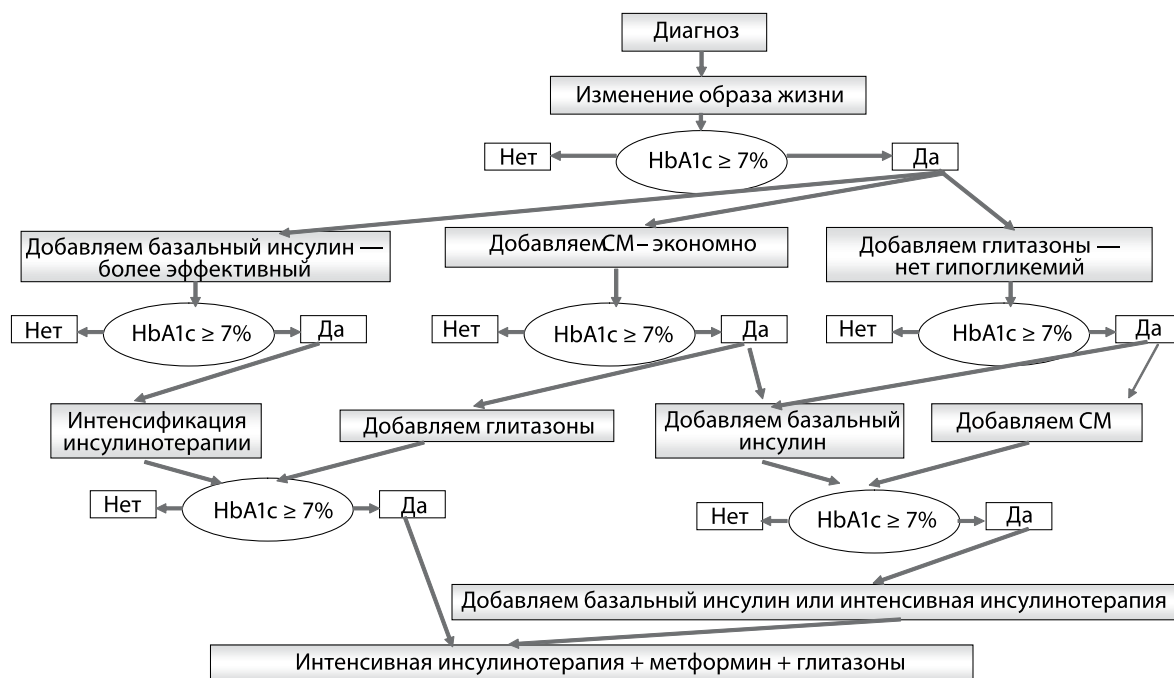 Диагноз
Изменение образа жизни
Нет
HbA1c ≥ 7%
Да
Добавляем базальный инсулин —
более эффективный
Добавляем СМ – экономно
Добавляем глитазоны —
нет гипогликемий
Нет
HbA1c ≥ 7%
Да
Нет
HbA1c ≥ 7%
Да
Нет
HbA1c ≥ 7%
Да
Интенсификация
инсулинотерапии
Добавляем глитазоны
Добавляем базальный
инсулин
Добавляем СМ
Нет
HbA1c ≥ 7%
Да
Нет
HbA1c ≥ 7%
Да
Добавляем базальный инсулин или интенсивная инсулинотерапия
Интенсивная инсулинотерапия + метформин + глитазоны